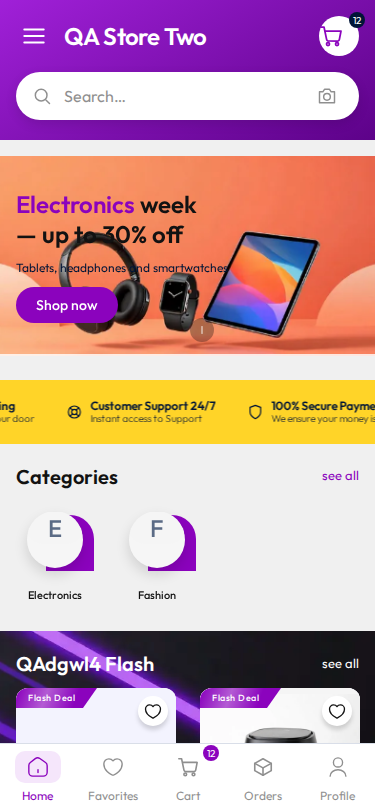 QA Store Two
12
Search...
Electronics week
— up to 30% off
Tablets, headphones and smartwatches
Shop now
ing
Customer Support 24/7
100% Secure Payme
ur door
Instant access to Support
We ensure your money is
Categories
see all
E
F
Electronics
Fashion
QAdgwl4 Flash
see all
Flash Deal
Flash Deal
12
Home
Favorites
Cart
Orders
Profile